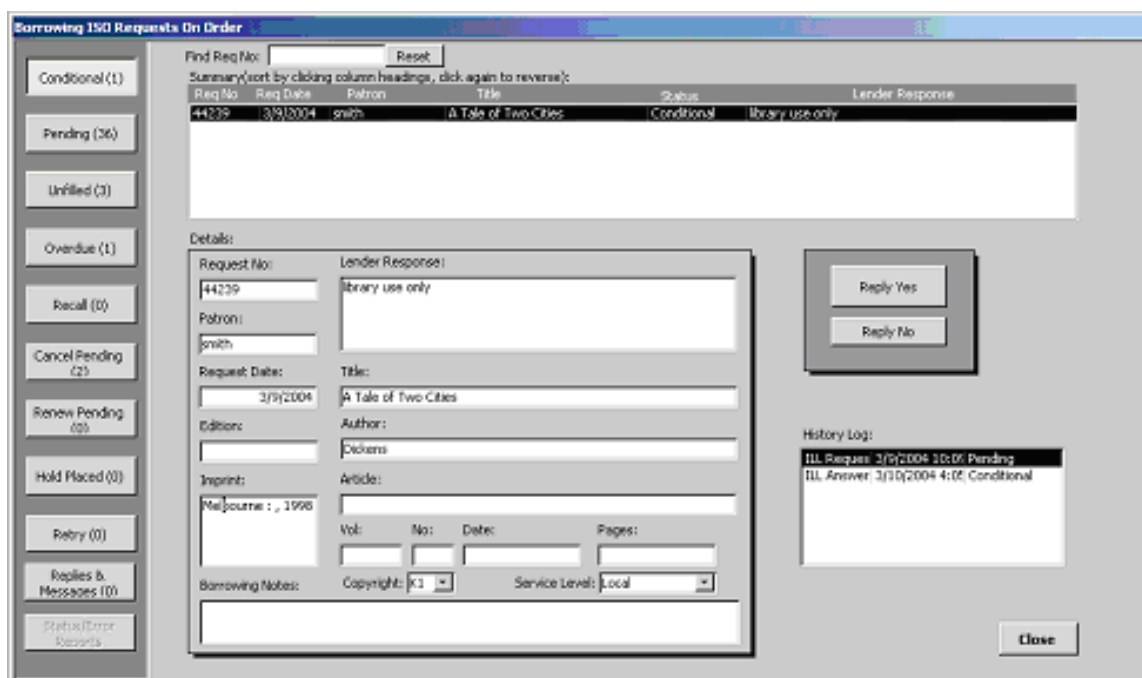 Borrowing ISO Requests On Order
Find Req No: Reset
Summary(sort by clicking column headings, click again to reverse):
Req No Req Date Patron Title Status Lender Response
44239 3/9/2004 smith A Tale of Two Cities Conditional library use only
Conditional (1)
Pending (36)
Unfilled (3)
Overdue (1)
Recall (0)
Cancel Pending
(2)
Renew Pending
(0)
Hold Placed (0)
Retry (0)
Replies &
Messages (0)
Status/Error
Reports
Details:
Request No: Lender Response:
44239 library use only
Patron:
smith
Request Date: Title:
3/9/2004 A Tale of Two Cities
Edition: Author:
Dickens
Imprint: Article:
Melbourne : , 1998
Vol: No: Date: Pages:
Borrowing Notes: Copyright: K1 Service Level: Local
Reply Yes
Reply No
History Log:
ILL Reques 3/9/2004 10:05 Pending
ILL Answer 3/10/2004 4:05 Conditional
Close